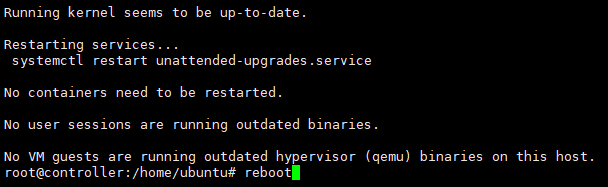 Running kernel seems to be up-to-date.
Restarting services...
systemctl restart unattended-upgrades.service
No containers need to be restarted.
No user sessions are running outdated binaries.
No VM guests are running outdated hypervisor (qemu) binaries on this host.
root@controller:/home/ubuntu# reboot